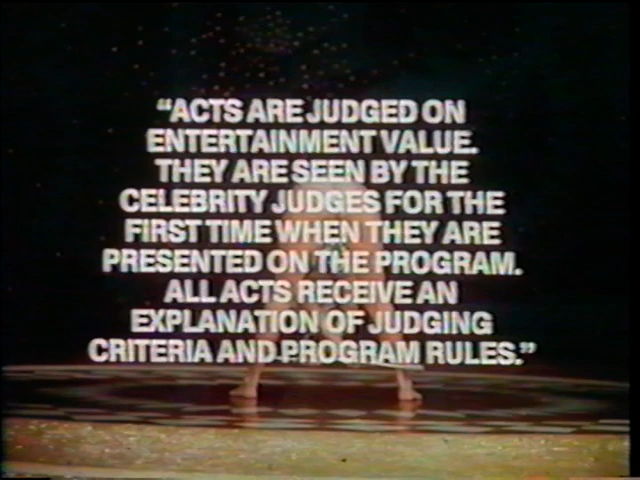 “ACTS ARE JUDGED ON
ENTERTAINMENT VALUE.
THEY ARE SEEN BY THE
CELEBRITY JUDGES FOR THE
FIRST TIME WHEN THEY ARE
PRESENTED ON THE PROGRAM.
ALL ACTS RECEIVE AN
EXPLANATION OF JUDGING
CRITERIA AND PROGRAM RULES.”